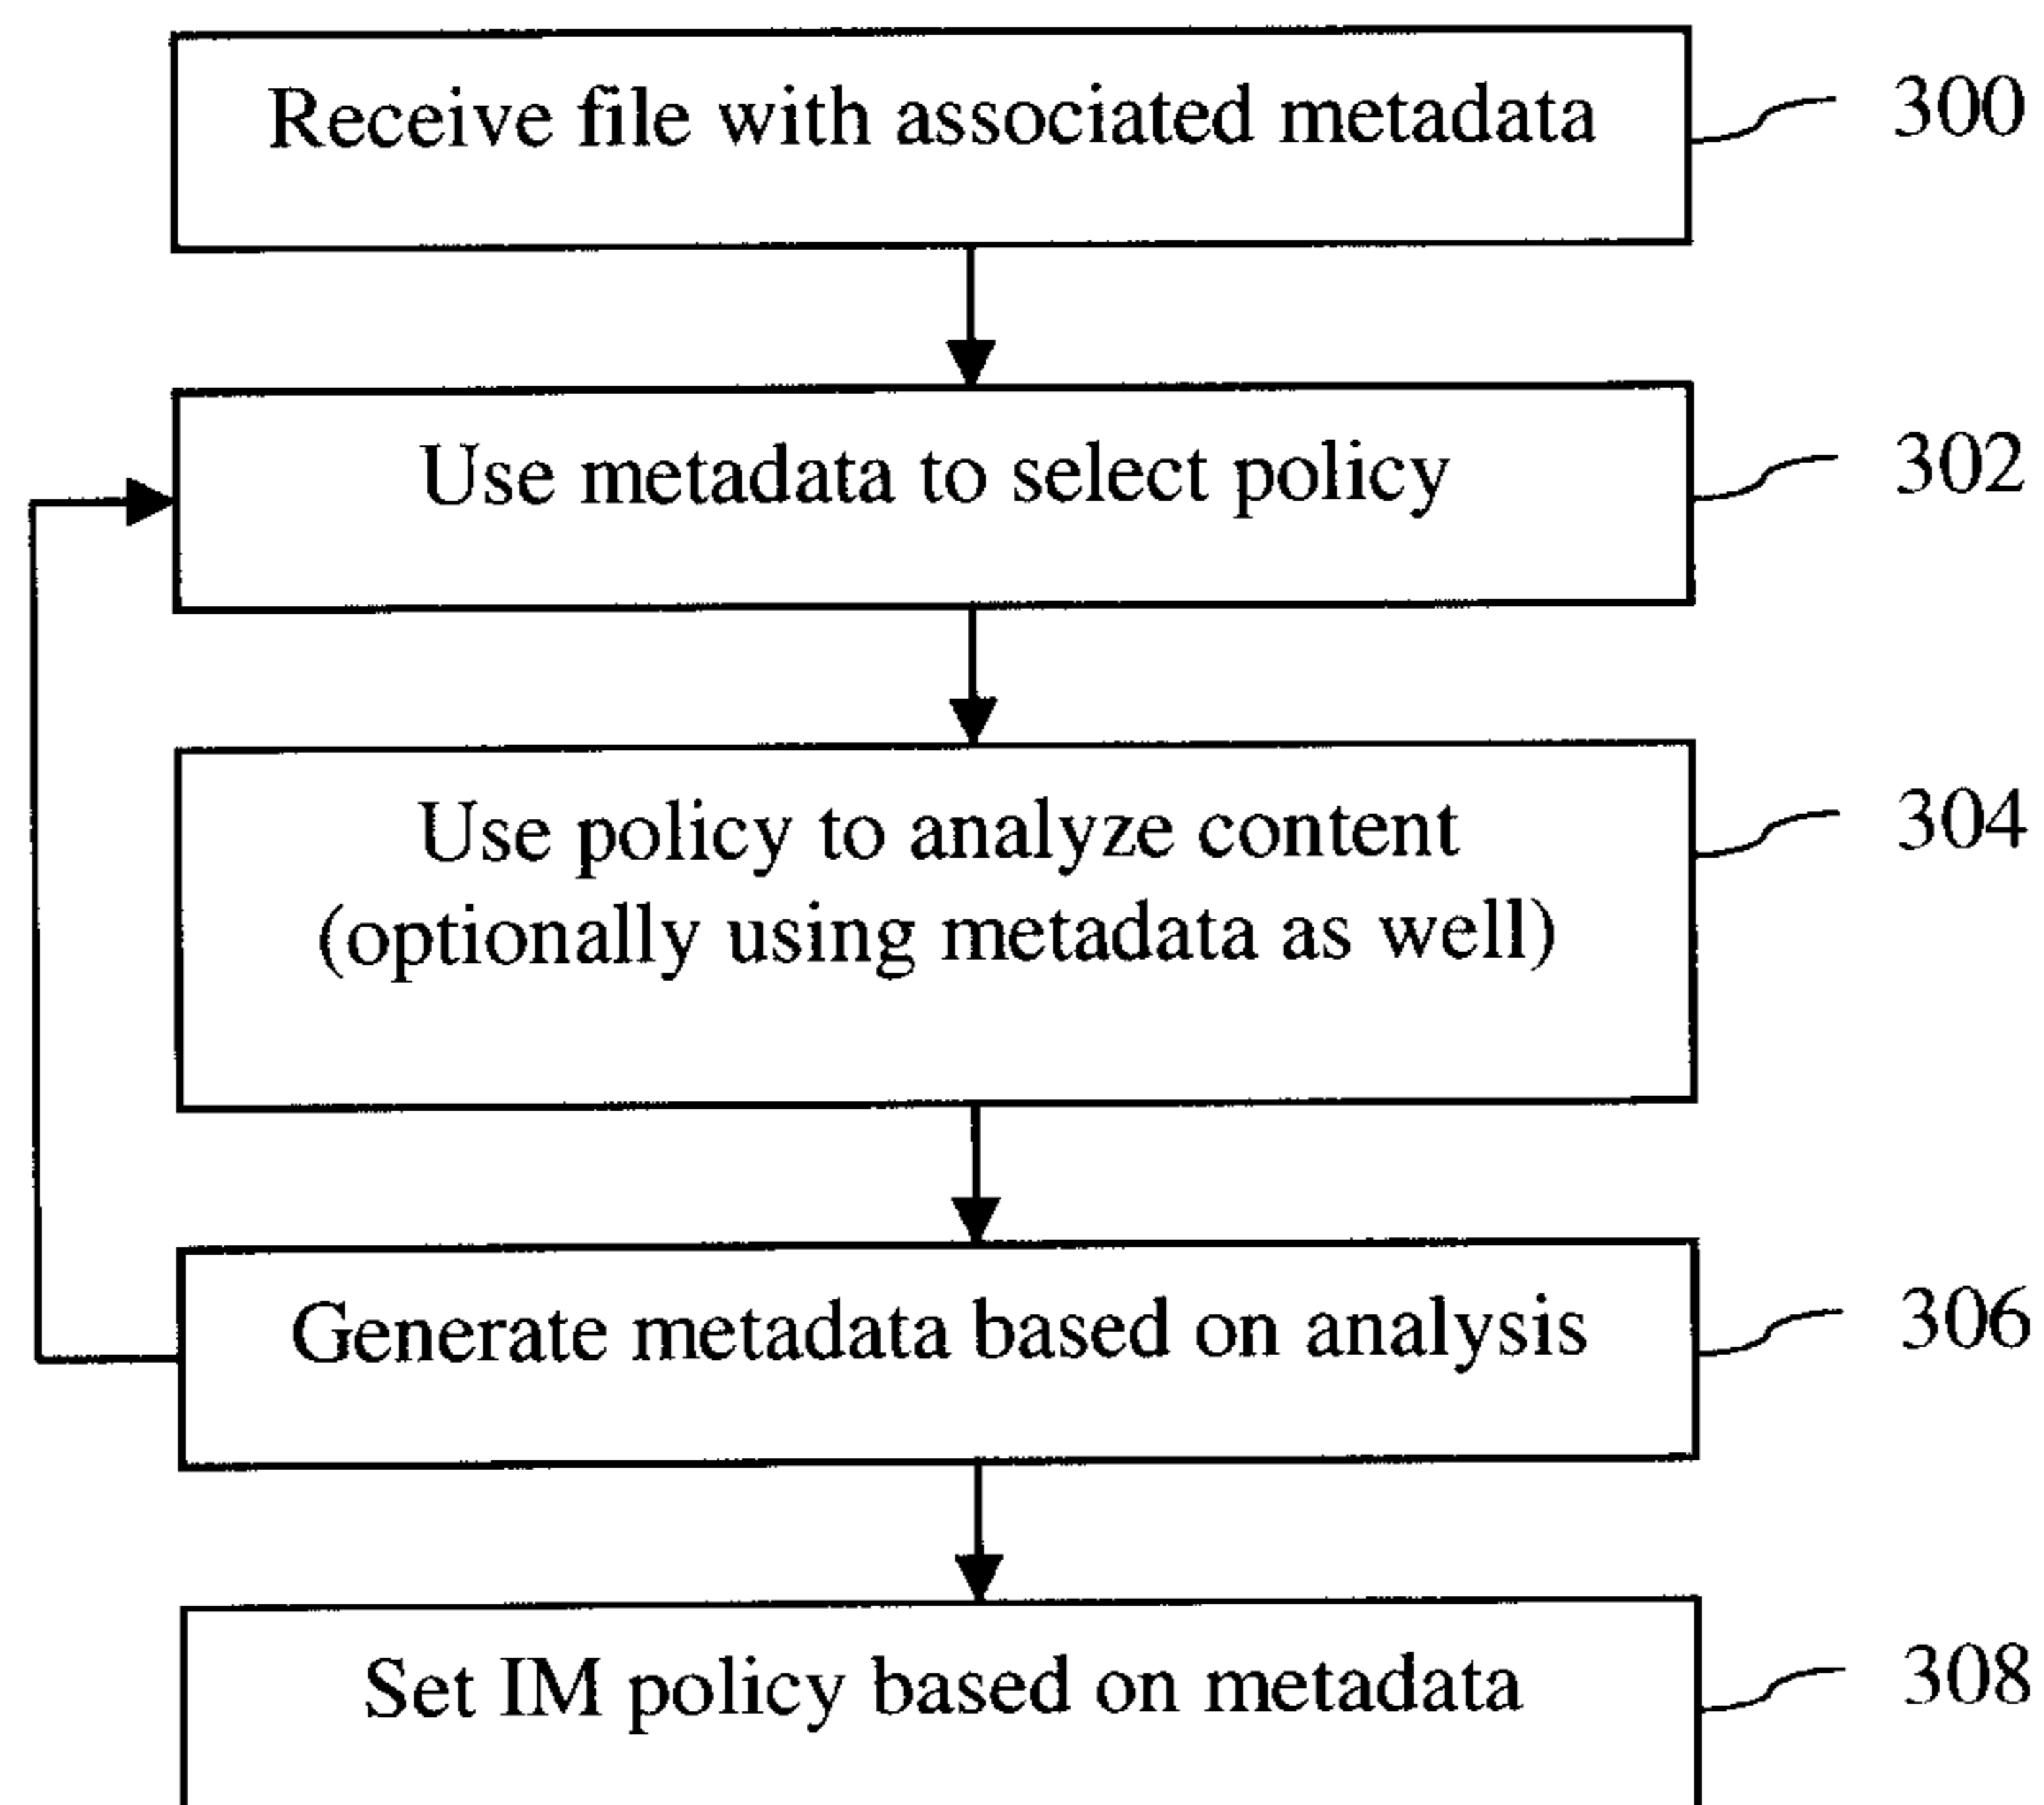 Receive file with associated metadata
300
Use metadata to select policy
302
Use policy to analyze content
(optionally using metadata as well)
304
Generate metadata based on analysis
306
Set IM policy based on metadata
308